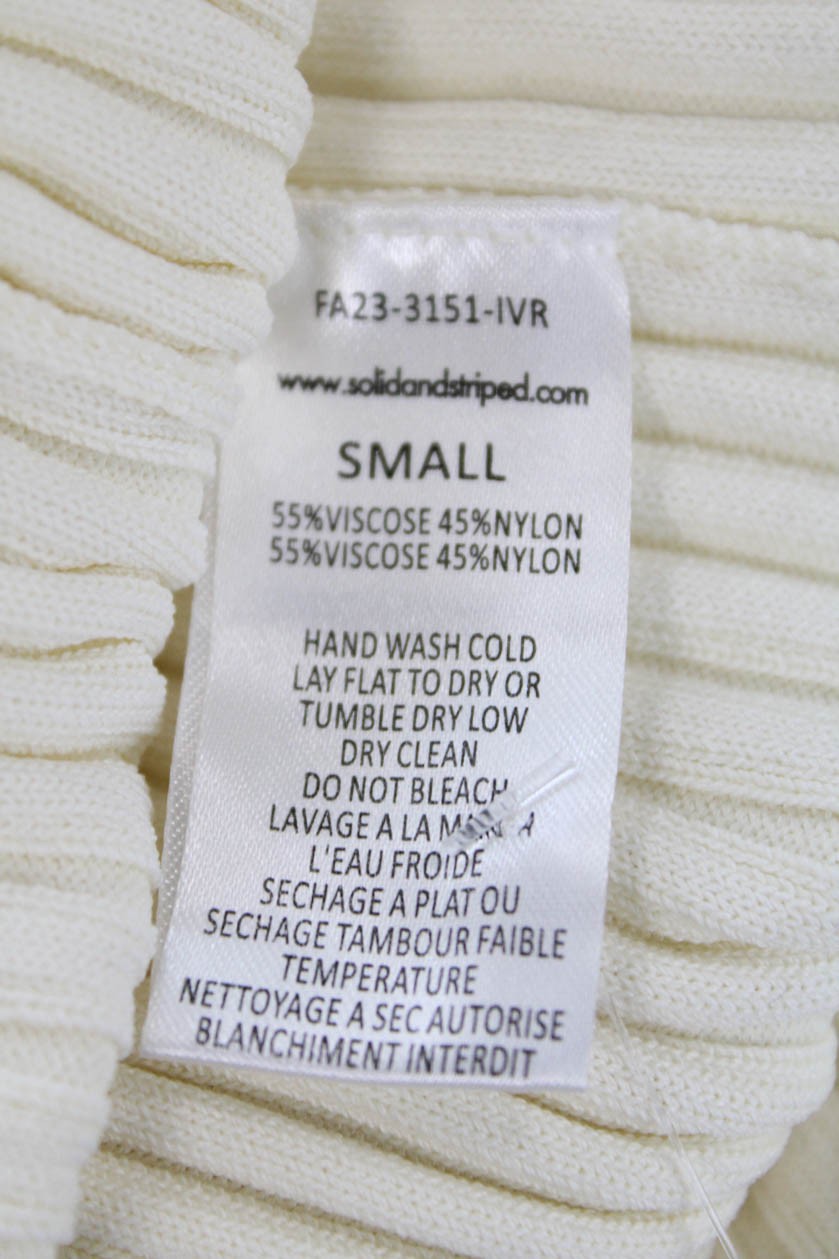 FA23-3151-IVR
www.solidandstriped.com
SMALL
55%VISCOSE 45%NYLON
55%VISCOSE 45%NYLON
HAND WASH COLD
LAY FLAT TO DRY OR
TUMBLE DRY LOW
DRY CLEAN
DO NOT BLEACH
LAVAGE A LA
L'EAU FROIDE
SECHAGE A PLAT OU
SECHAGE TAMBOUR FAIBLE
TEMPERATURE
NETTOYAGE A SEC AUTORISE
BLANCHIMENT INTERDIT